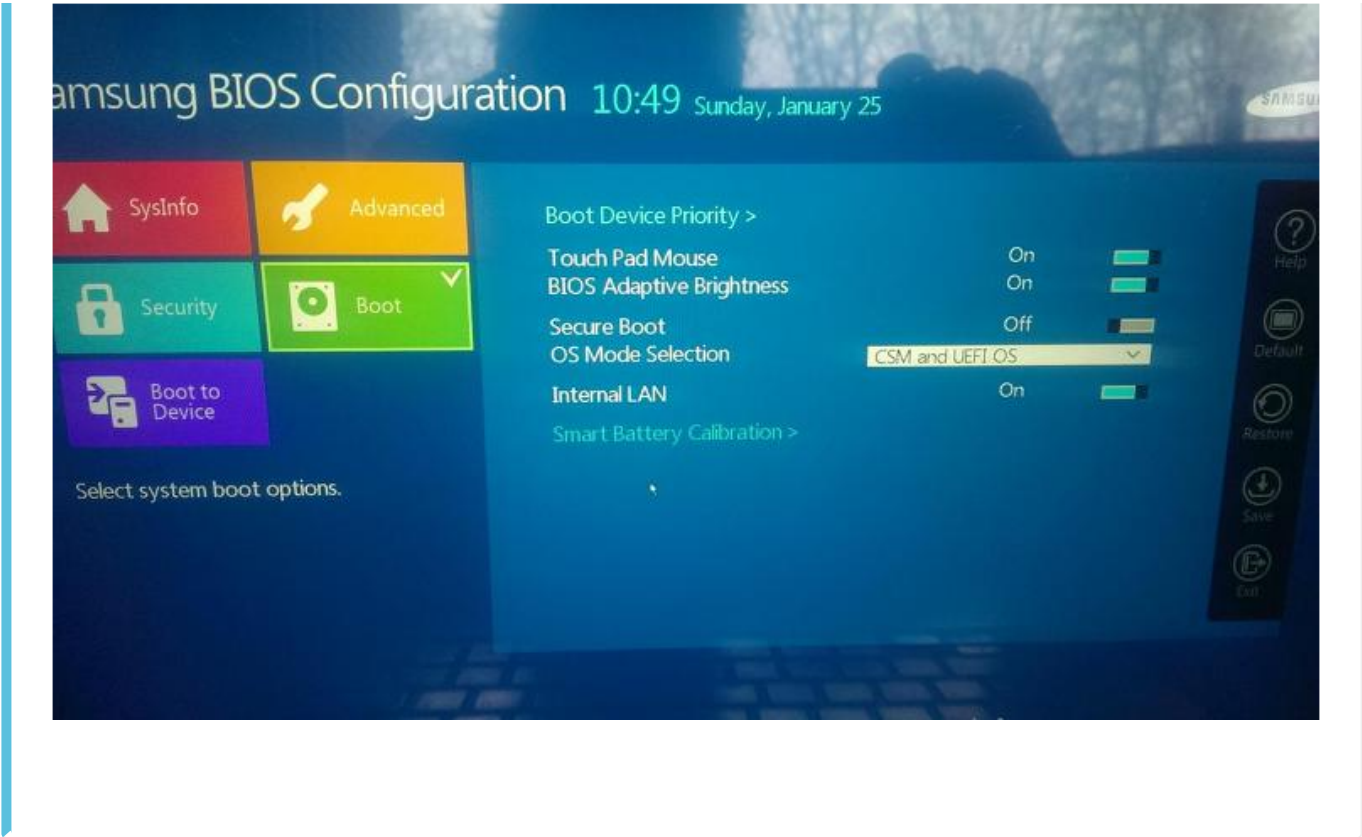 amsung BIOS Configuration 10:49 Sunday, January 25
SAMSU
SysInfo
Advanced
Security
Boot
Boot to
Device
Select system boot options.
Boot Device Priority >
Touch Pad Mouse On
BIOS Adaptive Brightness On
Secure Boot Off
OS Mode Selection CSM and UEFI OS
Internal LAN On
Smart Battery Calibration >
Help
Default
Restore
Save
Exit